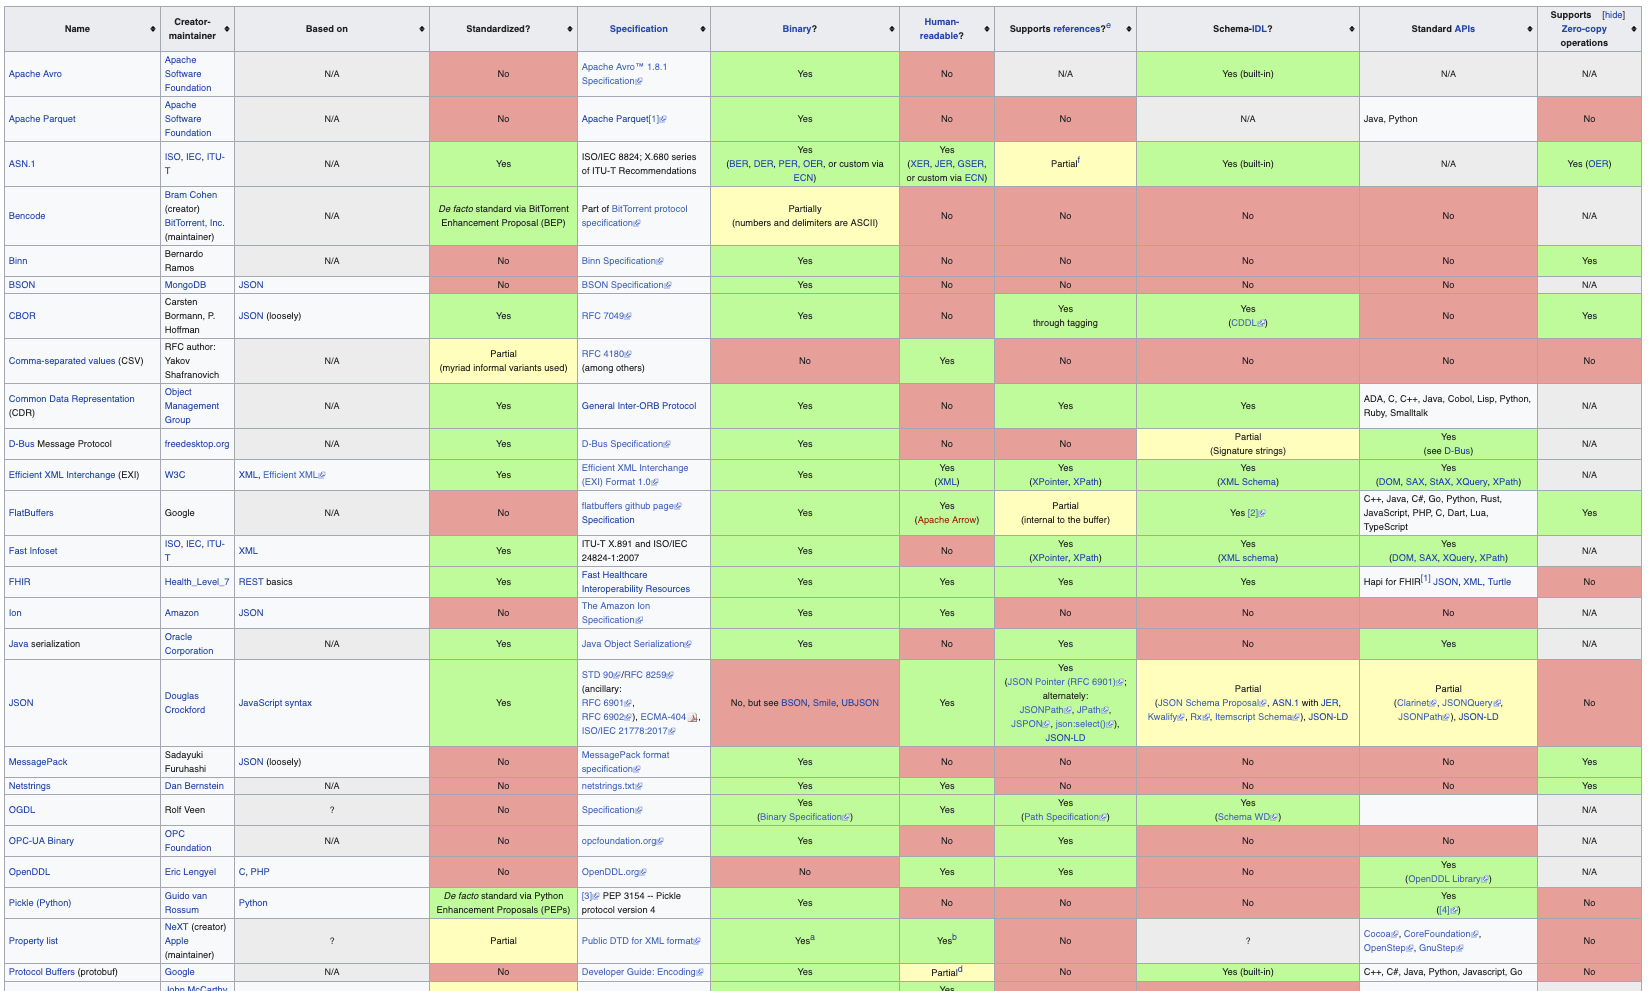 Name Creator-maintainer Based on Standardized? Specification Binary? Human-readable? Supports references?e Schema-IDL? Standard APIs Supports [hide] Zero-copy operations
Apache Avro Apache Software Foundation N/A No Apache Avro™ 1.8.1 Specification Yes No N/A Yes (built-in) N/A N/A
Apache Parquet Apache Software Foundation N/A No Apache Parquet[1] Yes No No N/A Java, Python No
ASN.1 ISO, IEC, ITU-T N/A Yes ISO/IEC 8824; X.680 series of ITU-T Recommendations Yes (BER, DER, PER, OER, or custom via ECN) Yes (XER, JER, GSER, or custom via ECN) Partialf Yes (built-in) N/A Yes (OER)
Bencode Bram Cohen (creator) BitTorrent, Inc. (maintainer) N/A De facto standard via BitTorrent Enhancement Proposal (BEP) Part of BitTorrent protocol specification Partially (numbers and delimiters are ASCII) No No No No N/A
Binn Bernardo Ramos N/A No Binn Specification Yes No No No No Yes
BSON MongoDB JSON No BSON Specification Yes No No No No N/A
CBOR Carsten Bormann, P. Hoffman JSON (loosely) Yes RFC 7049 Yes No Yes through tagging Yes (CDDL) No Yes
Comma-separated values (CSV) RFC author: Yakov Shafranovich N/A Partial (myriad informal variants used) RFC 4180 (among others) No Yes No No No No
Common Data Representation (CDR) Object Management Group N/A Yes General Inter-ORB Protocol Yes No Yes Yes ADA, C, C++, Java, Cobol, Lisp, Python, Ruby, Smalltalk N/A
D-Bus Message Protocol freedesktop.org N/A Yes D-Bus Specification Yes No No Partial (Signature strings) Yes (see D-Bus) N/A
Efficient XML Interchange (EXI) W3C XML, Efficient XML Yes Efficient XML Interchange (EXI) Format 1.0 Yes Yes (XML) Yes (XPointer, XPath) Yes (XML Schema) Yes (DOM, SAX, StAX, XQuery, XPath) N/A
FlatBuffers Google N/A No flatbuffers github page Specification Yes Yes (Apache Arrow) Partial (internal to the buffer) Yes [2] C++, Java, C#, Go, Python, Rust, JavaScript, PHP, C, Dart, Lua, TypeScript Yes
Fast Infoset ISO, IEC, ITU-T XML Yes ITU-T X.891 and ISO/IEC 24824-1:2007 Yes No Yes (XPointer, XPath) Yes (XML schema) Yes (DOM, SAX, XQuery, XPath) N/A
FHIR Health_Level_7 REST basics Yes Fast Healthcare Interoperability Resources Yes Yes Yes Yes Hapi for FHIR[1] JSON, XML, Turtle No
Ion Amazon JSON No The Amazon Ion Specification Yes Yes No No No N/A
Java serialization Oracle Corporation N/A Yes Java Object Serialization Yes No Yes No Yes N/A
JSON Douglas Crockford JavaScript syntax Yes STD 90/RFC 8259 (ancillary: RFC 6901, RFC 6902), ECMA-404, ISO/IEC 21778:2017 No, but see BSON, Smile, UBJSON Yes Yes (JSON Pointer (RFC 6901); alternately: JSONPath, JPath, JSPON, json:select()), JSON-LD Partial (JSON Schema Proposal, ASN.1 with JER, Kwalify, Rx, Itemscript Schema), JSON-LD Partial (Clarinet, JSONQuery, JSONPath), JSON-LD No
MessagePack Sadayuki Furuhashi JSON (loosely) No MessagePack format specification Yes No No No No Yes
Netstrings Dan Bernstein N/A No netstrings.txt Yes Yes No No No Yes
OGDL Rolf Veen ? No Specification Yes (Binary Specification) Yes Yes (Path Specification) Yes (Schema WD) N/A
OPC-UA Binary OPC Foundation N/A No opcfoundation.org Yes No Yes No No N/A
OpenDDL Eric Lengyel C, PHP No OpenDDL.org No Yes Yes No Yes (OpenDDL Library) N/A
Pickle (Python) Guido van Rossum Python De facto standard via Python Enhancement Proposals (PEPs) [3] PEP 3154 -- Pickle protocol version 4 Yes No No No Yes ([4]) No
Property list NeXT (creator) Apple (maintainer) ? Partial Public DTD for XML format Yesa Yesb No ? Cocoa, CoreFoundation, OpenStep, GnuStep No
Protocol Buffers (protobuf) Google N/A No Developer Guide: Encoding Yes Partiald No Yes (built-in) C++, C#, Java, Python, Javascript, Go No
John McCarthy Yes